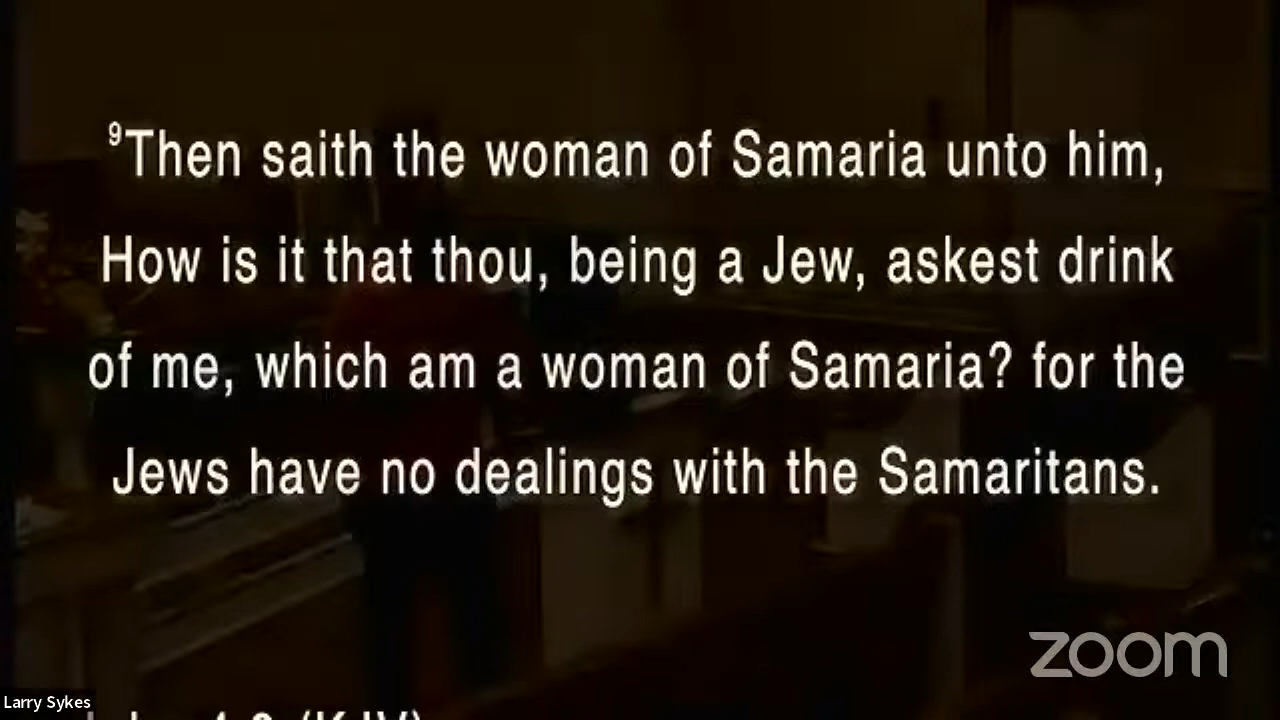 ⁹Then saith the woman of Samaria unto him,
How is it that thou, being a Jew, askest drink
of me, which am a woman of Samaria? for the
Jews have no dealings with the Samaritans.
zoom
Larry Sykes
(KJV)